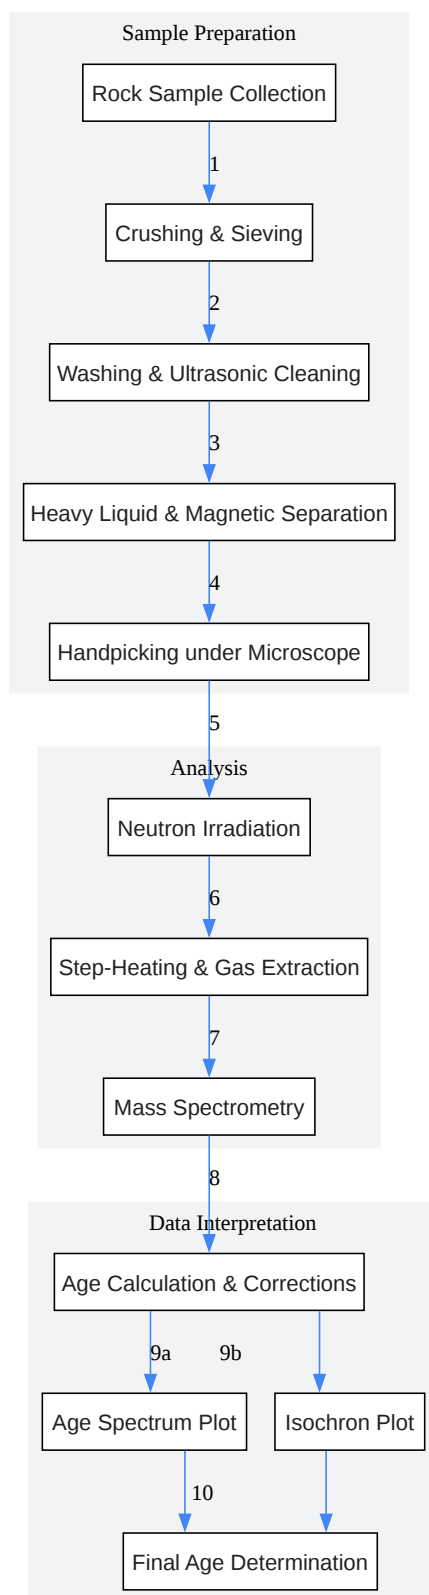 Sample Preparation
Rock Sample Collection
1
Crushing & Sieving
2
Washing & Ultrasonic Cleaning
3
Heavy Liquid & Magnetic Separation
4
Handpicking under Microscope
5
Analysis
Neutron Irradiation
6
Step-Heating & Gas Extraction
7
Mass Spectrometry
8
Data Interpretation
Age Calculation & Corrections
9a 9b
Age Spectrum Plot
Isochron Plot
10
Final Age Determination